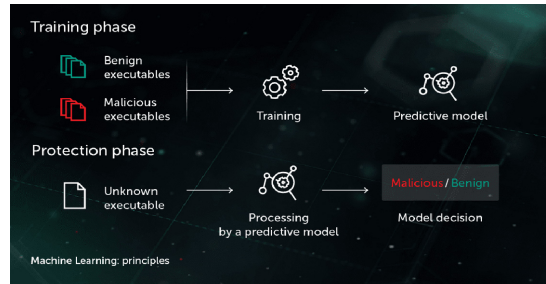 Training phase
Benign
executables
Malicious
executables
Training
Predictive model
Protection phase
Unknown
executable
Processing
by a predictive model
Malicious/Benign
Model decision
Machine Learning: principles